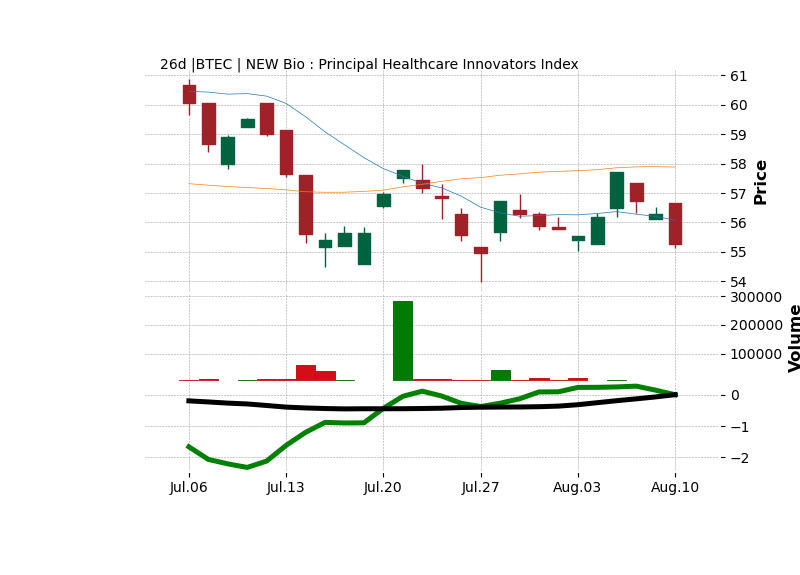 26d |BTEC | NEW Bio : Principal Healthcare Innovators Index
61
60
59
58
57
56
55
54
Price
300000
200000
100000
Volume
0
−1
−2
Jul.06
Jul.13
Jul.20
Jul.27
Aug.03
Aug.10